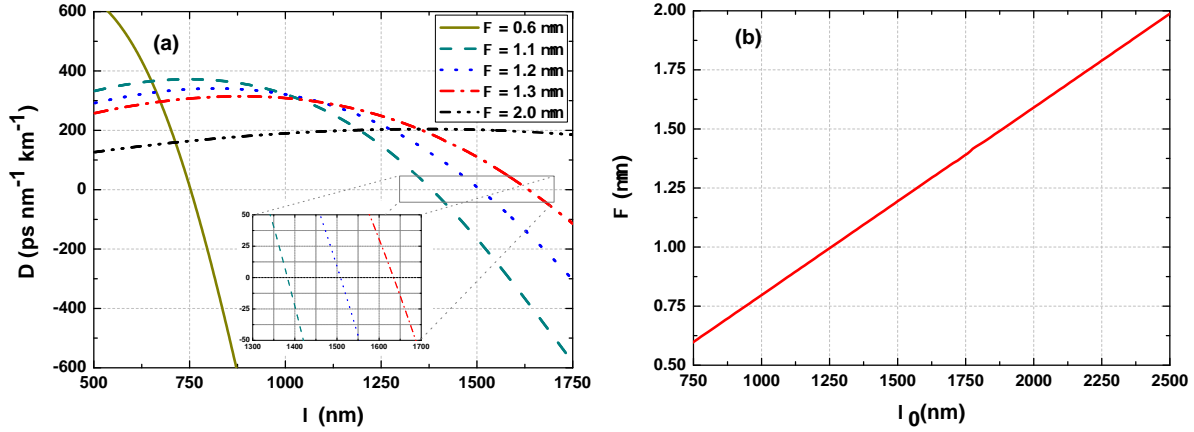 (a)
F = 0.6 mm
F = 1.1 mm
F = 1.2 mm
F = 1.3 mm
F = 2.0 mm
600
400
200
0
-200
-400
-600
D (ps nm⁻¹ km⁻¹)
50
25
0
-25
-50
1300 1400 1500 1600 1700
500 750 1000 1250 1500 1750
l (nm)
(b)
2.00
1.75
1.50
1.25
1.00
0.75
0.50
F (mm)
750 1000 1250 1500 1750 2000 2250 2500
l₀(nm)